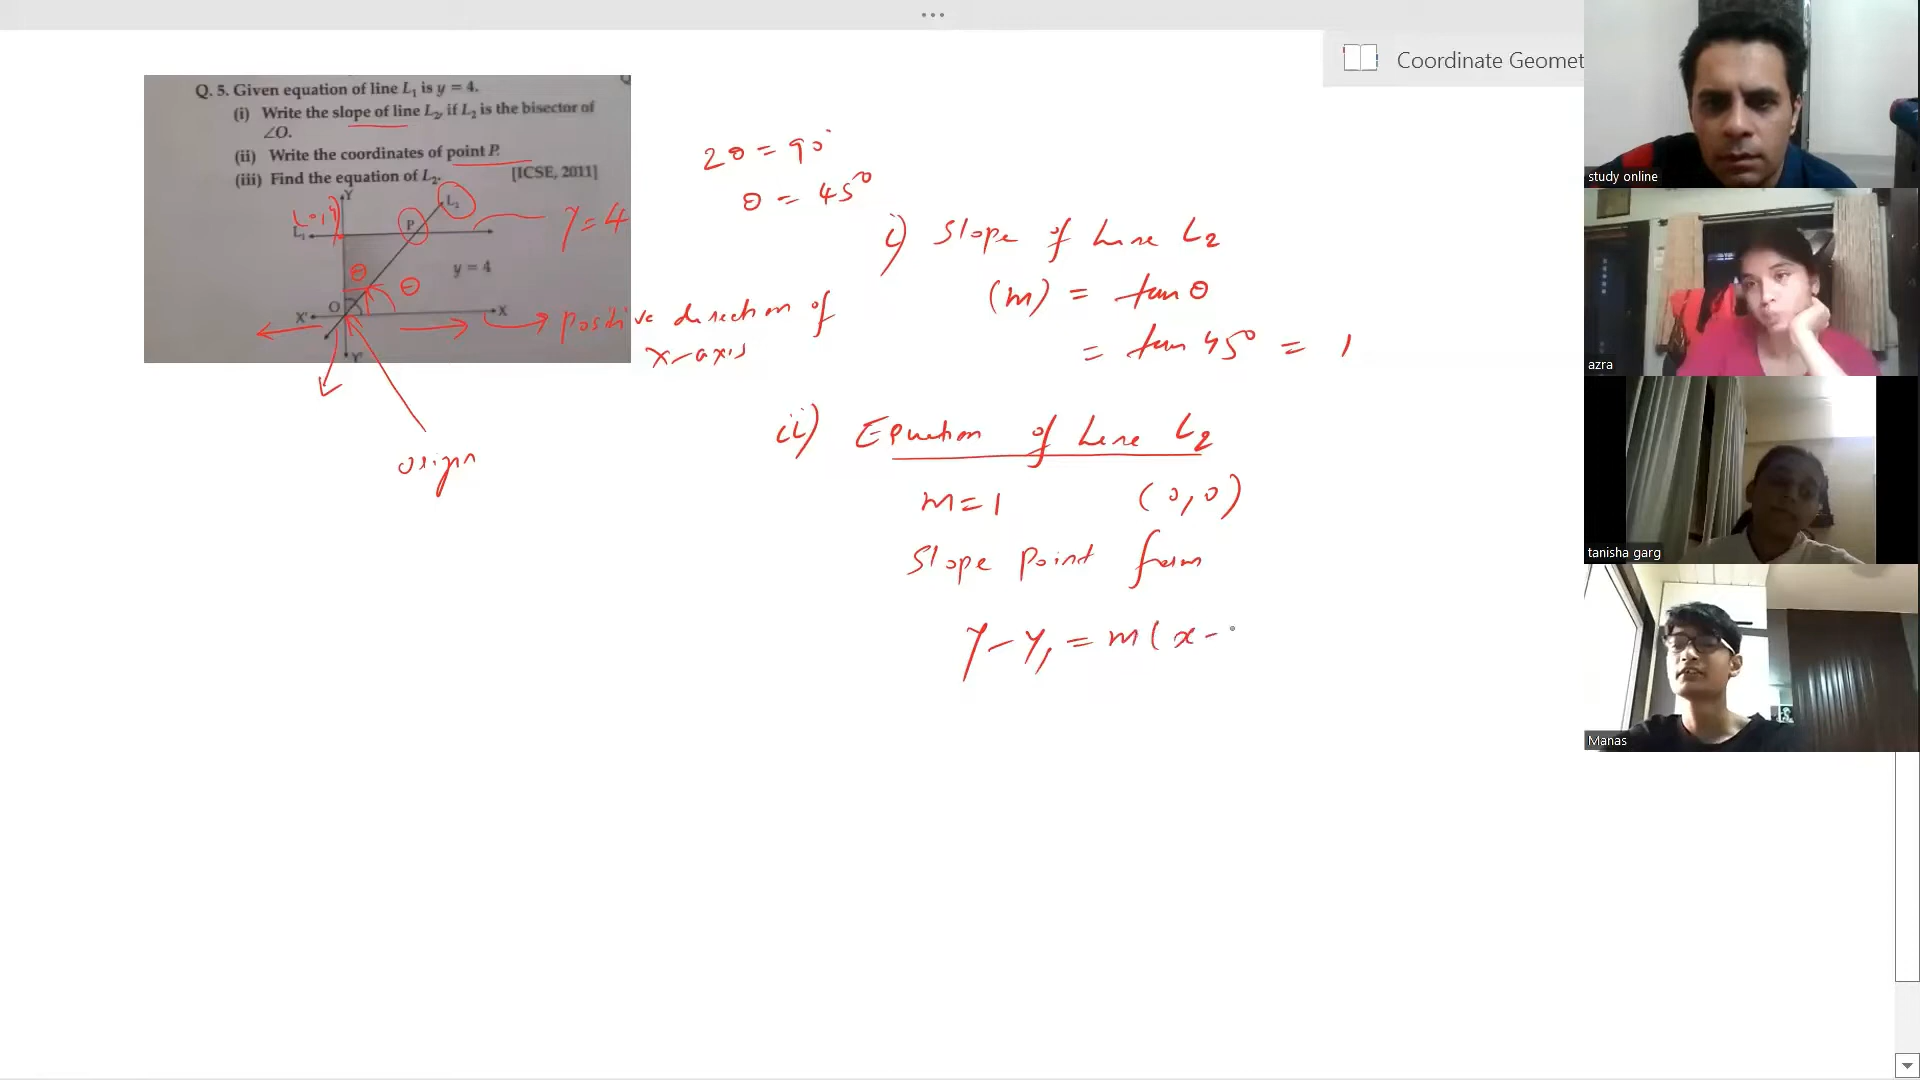 Coordinate Geomet
Q. 5. Given equation of line L₁ is y = 4.
(i) Write the slope of line L₂, if L₂ is the bisector of
∠O.
(ii) Write the coordinates of point P.
(iii) Find the equation of L₂.
[ICSE, 2011]
Y
L₂
P
L₁
y = 4
y = 4
θ
θ
O
X'
X
Y'
positive direction of
x-axis
origin
2θ = 90°
θ = 45°
i) Slope of Line L₂
(m) = tan θ
= tan 45° = 1
ii) Equation of Line L₂
m = 1 (0,0)
Slope point form
y - y₁ = m(x -
study online
azra
tanisha garg
Manas